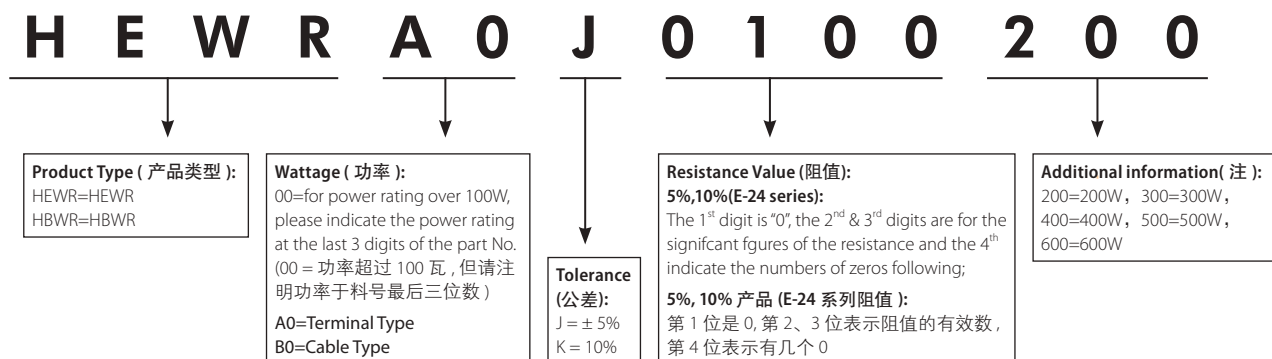 H E W R A 0 J 0 1 0 0 2 0 0
Product Type ( 产品类型 ):
HEWR=HEWR
HBWR=HBWR
Wattage ( 功率 ):
00=for power rating over 100W,
please indicate the power rating
at the last 3 digits of the part No.
(00 = 功率超过 100 瓦 , 但请注
明功率于料号最后三位数 )
A0=Terminal Type
B0=Cable Type
Tolerance
(公差):
J = ± 5%
K = 10%
Resistance Value (阻值):
5%,10%(E-24 series):
The 1st digit is "0", the 2nd & 3rd digits are for the
signifcant fgures of the resistance and the 4th
indicate the numbers of zeros following;
5%, 10% 产品 (E-24 系列阻值 ):
第 1 位是 0, 第 2、3 位表示阻值的有效数 ,
第 4 位表示有几个 0
Additional information( 注 ):
200=200W，300=300W，
400=400W，500=500W，
600=600W